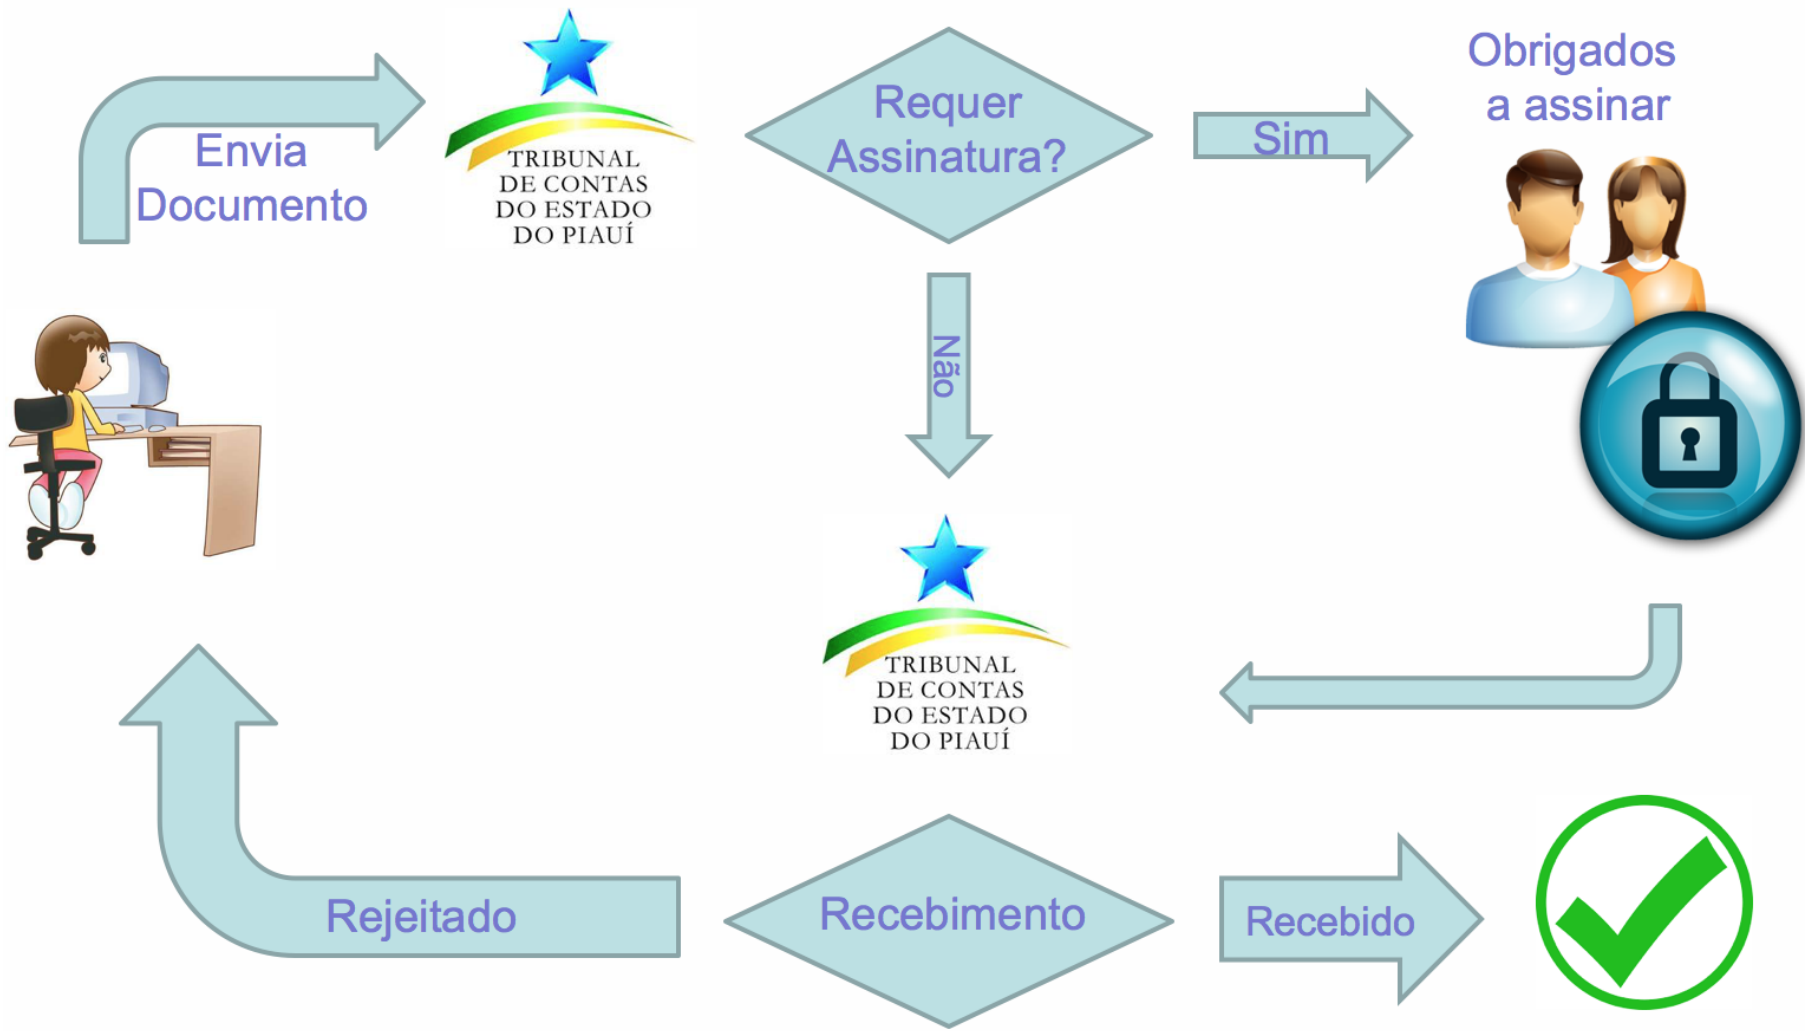 Envia
Documento
TRIBUNAL
DE CONTAS
DO ESTADO
DO PIAUÍ
Requer
Assinatura?
Sim
Obrigados
a assinar
Não
TRIBUNAL
DE CONTAS
DO ESTADO
DO PIAUÍ
Rejeitado
Recebimento
Recebido